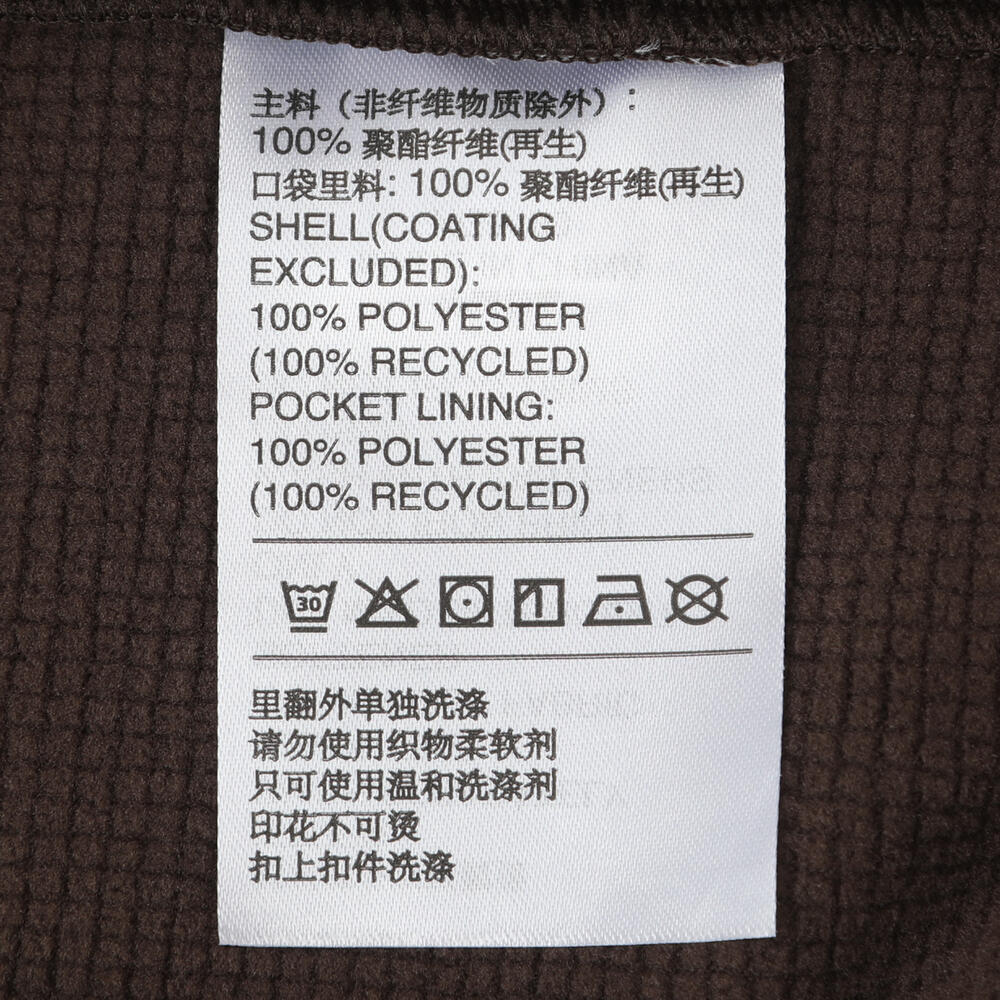 主料（非纤维物质除外）:
100% 聚酯纤维(再生)
口袋里料: 100% 聚酯纤维(再生)
SHELL(COATING
EXCLUDED):
100% POLYESTER
(100% RECYCLED)
POCKET LINING:
100% POLYESTER
(100% RECYCLED)
30
里翻外单独洗涤
请勿使用织物柔软剂
只可使用温和洗涤剂
印花不可烫
扣上扣件洗涤